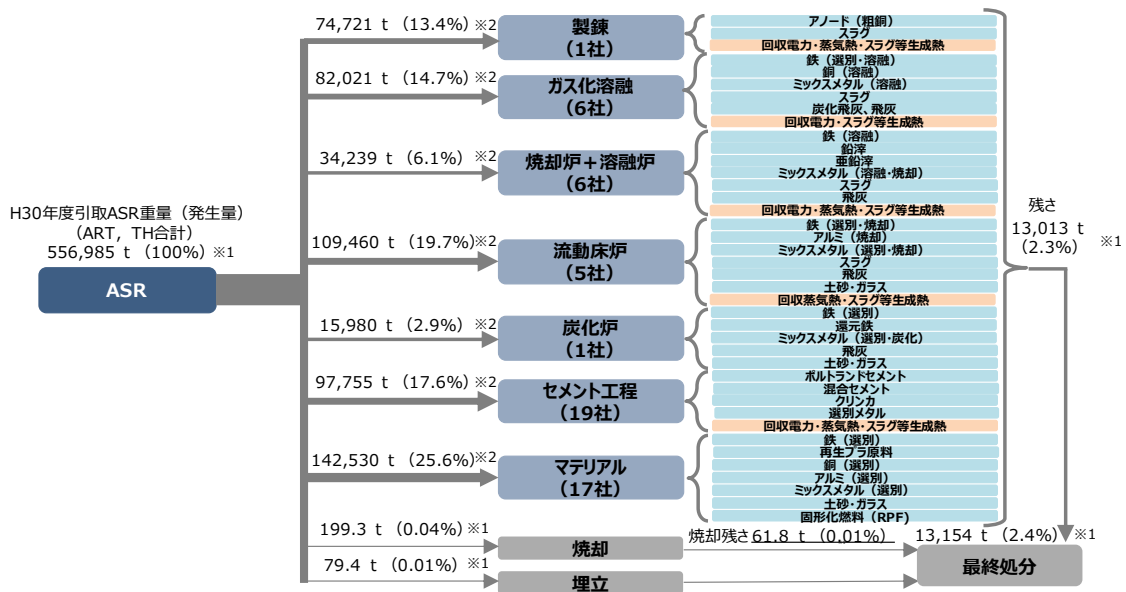 H30年度引取ASR重量（発生量）
（ART，TH合計）
556,985 t（100%）※1
ASR
74,721 t（13.4%）※2
製錬
（1社）
アノード（粗銅）
スラグ
回収電力・蒸気熱・スラグ等生成熱
82,021 t（14.7%）※2
ガス化溶融
（6社）
鉄（選別・溶融）
銅（溶融）
ミックスメタル（溶融）
スラグ
炭化飛灰、飛灰
回収電力・スラグ等生成熱
34,239 t（6.1%）※2
焼却炉＋溶融炉
（6社）
鉄（溶融）
鉛滓
亜鉛滓
ミックスメタル（溶融・焼却）
スラグ
飛灰
回収電力・蒸気熱・スラグ等生成熱
109,460 t（19.7%）※2
流動床炉
（5社）
鉄（選別・焼却）
アルミ（焼却）
ミックスメタル（選別・焼却）
スラグ
飛灰
土砂・ガラス
回収蒸気熱・スラグ等生成熱
15,980 t（2.9%）※2
炭化炉
（1社）
鉄（選別）
還元鉄
ミックスメタル（選別・炭化）
飛灰
土砂・ガラス
97,755 t（17.6%）※2
セメント工程
（19社）
ポルトランドセメント
混合セメント
クリンカ
選別メタル
回収電力・蒸気熱・スラグ等生成熱
142,530 t（25.6%）※2
マテリアル
（17社）
鉄（選別）
再生プラ原料
銅（選別）
アルミ（選別）
ミックスメタル（選別）
土砂・ガラス
固形化燃料（RPF）
残さ
13,013 t
（2.3%）
※1
199.3 t（0.04%）※1
焼却
焼却残さ61.8 t（0.01%）
13,154 t（2.4%）※1
最終処分
79.4 t（0.01%）※1
埋立